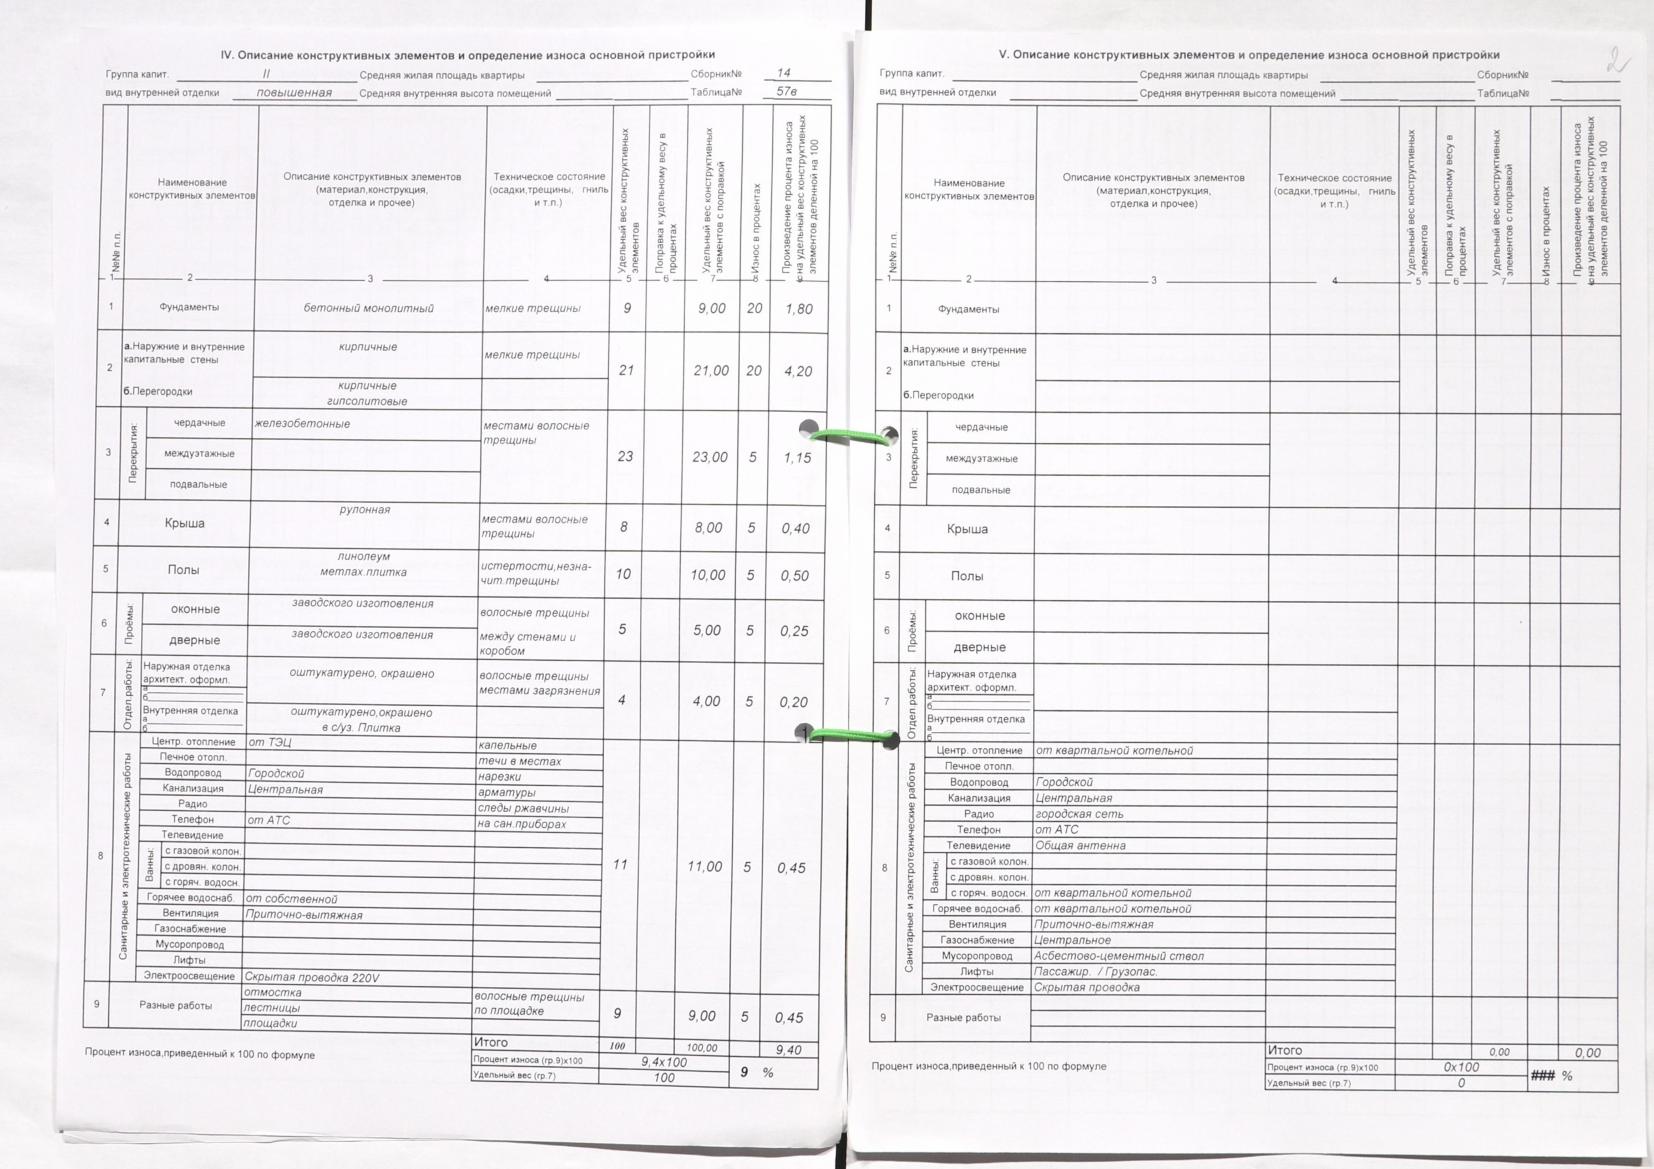 IV. Описание конструктивных элементов и определение износа основной пристройки
Группа капит. II Средняя жилая площадь квартиры Сборник№ 14
вид внутренней отделки повышенная Средняя внутренняя высота помещений Таблица№ 57в
№№ п.п.
Наименование конструктивных элементов
Описание конструктивных элементов (материал,конструкция, отделка и прочее)
Техническое состояние (осадки,трещины, гниль и т.п.)
Удельный вес конструктивных элементов
Поправка к удельному весу в процентах
Удельный вес конструктивных элементов с поправкой
Износ в процентах
Произведение процента износа на удельный вес конструктивных элементов деленной на 100
1 2 3 4 5 6 7 8 9
1 Фундаменты бетонный монолитный мелкие трещины 9 9,00 20 1,80
2 а.Наружние и внутренние капитальные стены кирпичные мелкие трещины 21 21,00 20 4,20
б.Перегородки кирпичные гипсолитовые
3 Перекрытия: чердачные железобетонные местами волосные трещины 23 23,00 5 1,15
междуэтажные
подвальные
4 Крыша рулонная местами волосные трещины 8 8,00 5 0,40
5 Полы линолеум метлах.плитка истертости,незна-чит.трещины 10 10,00 5 0,50
6 Проёмы: оконные заводского изготовления волосные трещины 5 5,00 5 0,25
дверные заводского изготовления между стенами и коробом
7 Отдел.работы: Наружная отделка архитект. оформл. а б оштукатурено, окрашено волосные трещины местами загрязнения 4 4,00 5 0,20
Внутренняя отделка а б оштукатурено,окрашено в с/уз. Плитка
8 Санитарные и электротехнические работы 11 11,00 5 0,45
Центр. отопление от ТЭЦ капельные
Печное отопл. течи в местах
Водопровод Городской нарезки
Канализация Центральная арматуры
Радио следы ржавчины
Телефон от АТС на сан.приборах
Телевидение
Ванны: с газовой колон.
с дровян. колон.
с горяч. водосн.
Горячее водоснаб. от собственной
Вентиляция Приточно-вытяжная
Газоснабжение
Мусоропровод
Лифты
Электроосвещение Скрытая проводка 220V
9 Разные работы отмостка волосные трещины 9 9,00 5 0,45
лестницы по площадке
площадки
Итого 100 100,00 9,40
Процент износа,приведенный к 100 по формуле
Процент износа (гр.9)х100 9,4x100 9 %
Удельный вес (гр.7) 100
2
V. Описание конструктивных элементов и определение износа основной пристройки
Группа капит. Средняя жилая площадь квартиры Сборник№
вид внутренней отделки Средняя внутренняя высота помещений Таблица№
№№ п.п.
Наименование конструктивных элементов
Описание конструктивных элементов (материал,конструкция, отделка и прочее)
Техническое состояние (осадки,трещины, гниль и т.п.)
Удельный вес конструктивных элементов
Поправка к удельному весу в процентах
Удельный вес конструктивных элементов с поправкой
Износ в процентах
Произведение процента износа на удельный вес конструктивных элементов деленной на 100
1 2 3 4 5 6 7 8 9
1 Фундаменты
2 а.Наружние и внутренние капитальные стены
б.Перегородки
3 Перекрытия: чердачные
междуэтажные
подвальные
4 Крыша
5 Полы
6 Проёмы: оконные
дверные
7 Отдел.работы: Наружная отделка архитект. оформл. а б
Внутренняя отделка а б
8 Санитарные и электротехнические работы
Центр. отопление от квартальной котельной
Печное отопл.
Водопровод Городской
Канализация Центральная
Радио городская сеть
Телефон от АТС
Телевидение Общая антенна
Ванны: с газовой колон.
с дровян. колон.
с горяч. водосн. от квартальной котельной
Горячее водоснаб. от квартальной котельной
Вентиляция Приточно-вытяжная
Газоснабжение Центральное
Мусоропровод Асбестово-цементный ствол
Лифты Пассажир. / Грузопас.
Электроосвещение Скрытая проводка
9 Разные работы
Итого 0,00 0,00
Процент износа,приведенный к 100 по формуле
Процент износа (гр.9)х100 0x100 ### %
Удельный вес (гр.7) 0